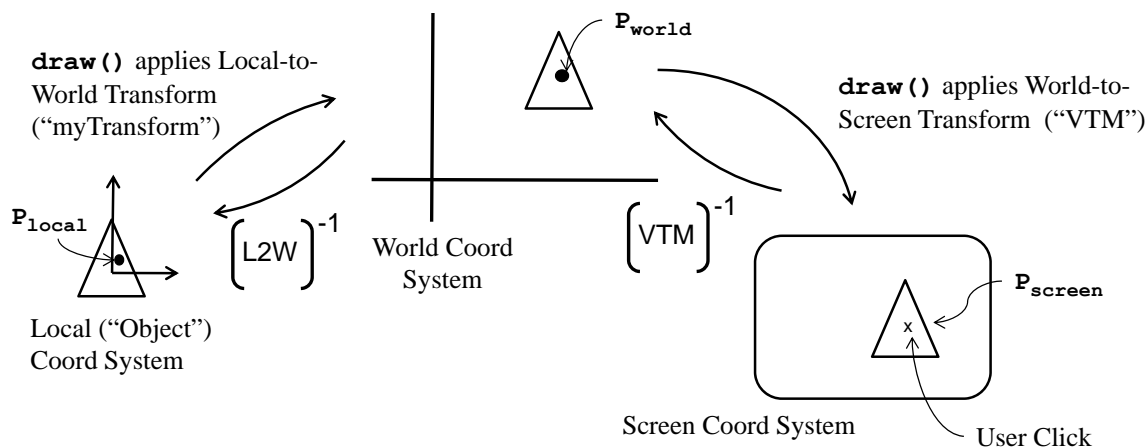 P_world
draw() applies Local-to-
World Transform
(“myTransform”)
draw() applies World-to-
Screen Transform (“VTM”)
P_local
L2W -1
World Coord
System
VTM -1
Local (“Object”)
Coord System
P_screen
x
Screen Coord System
User Click